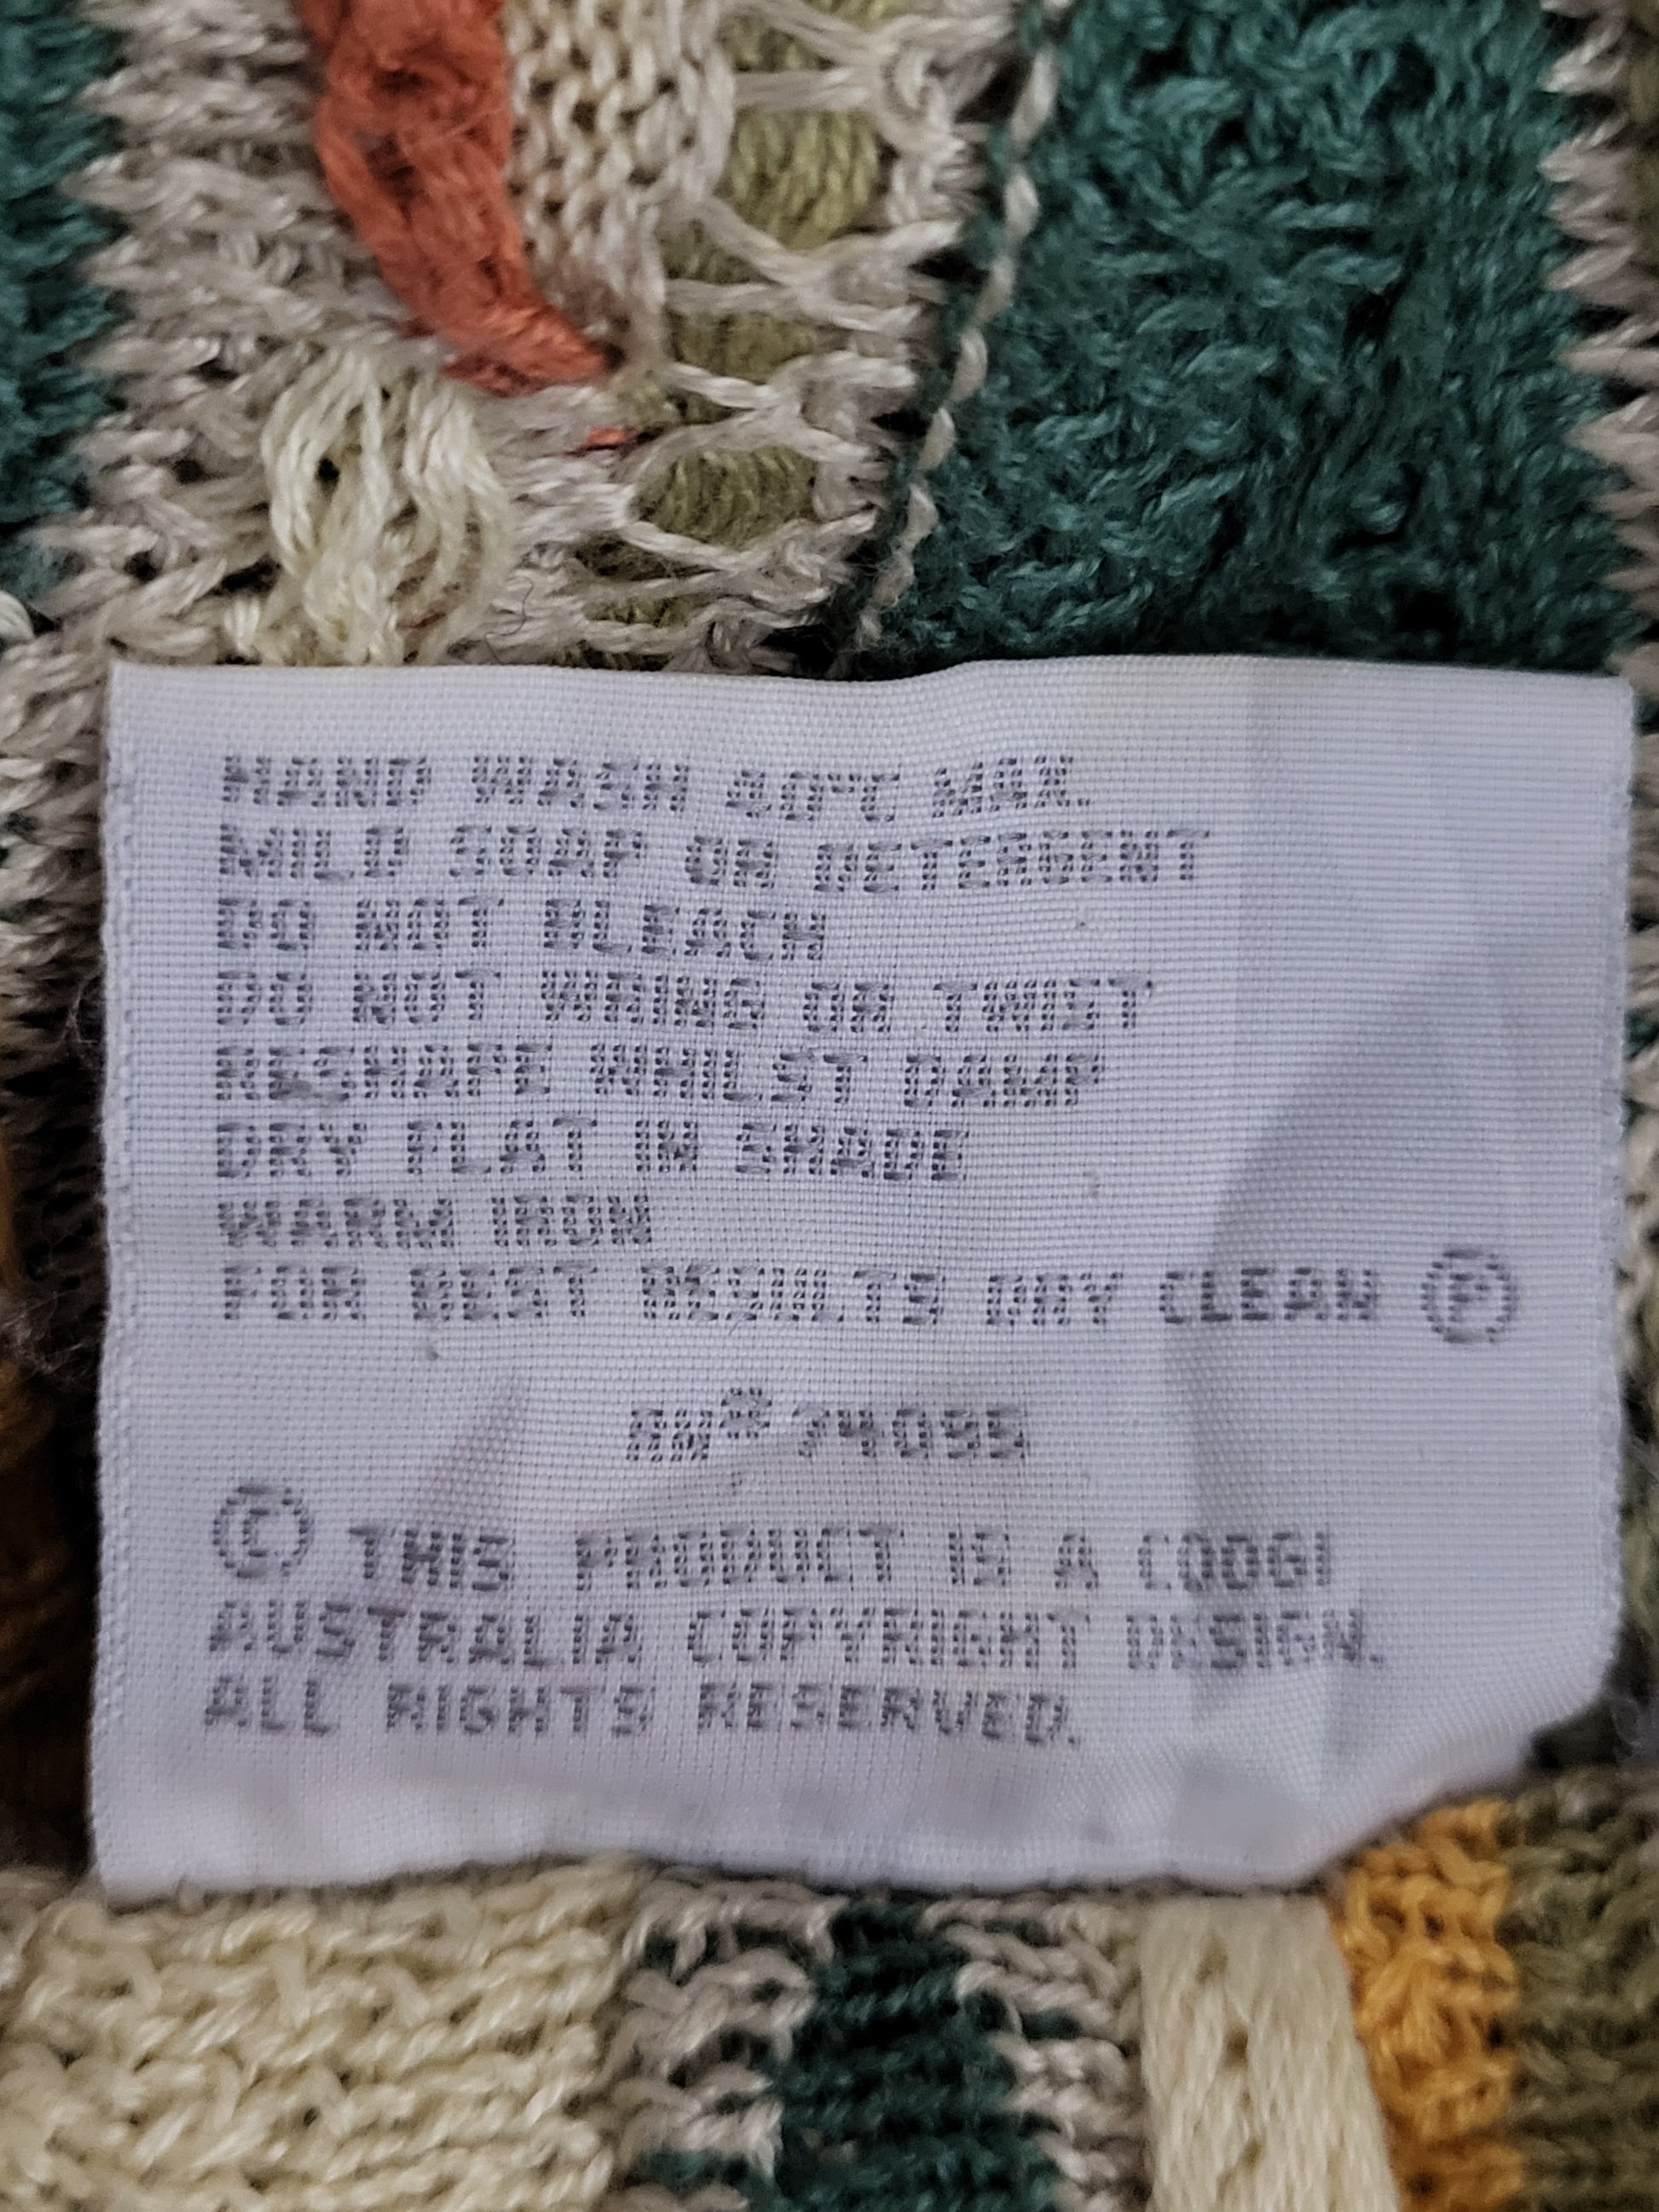 HAND WASH 40°C MAX.
MILD SOAP OR DETERGENT
DO NOT BLEACH
DO NOT WRING OR TWIST
RESHAPE WHILST DAMP
DRY FLAT IN SHADE
WARM IRON
FOR BEST RESULTS DRY CLEAN Ⓟ
RN® 74095
© THIS PRODUCT IS A COOGI
AUSTRALIA COPYRIGHT DESIGN.
ALL RIGHTS RESERVED.